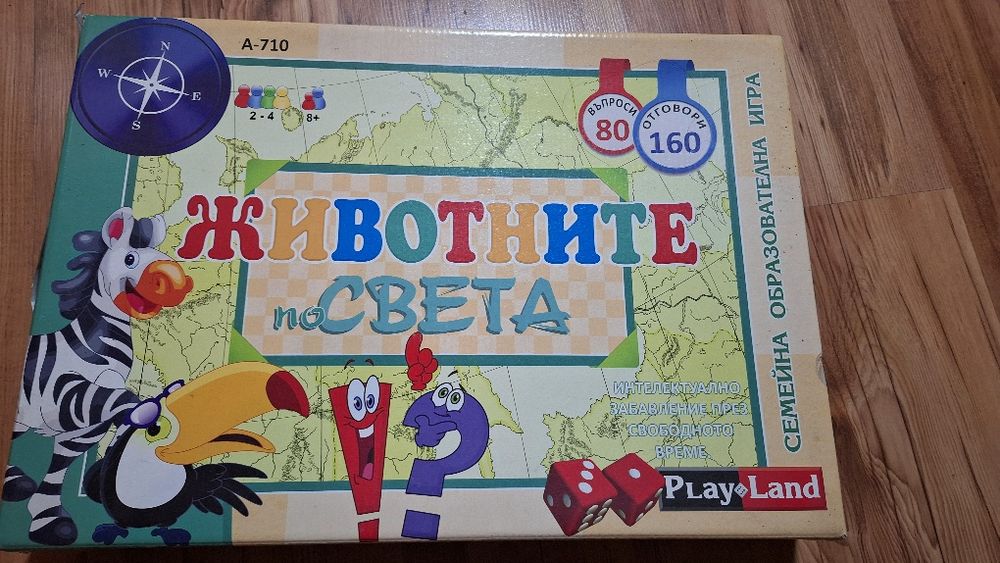 N
W
E
S
A-710
2 - 4
8+
ВЪПРОСИ
80
ОТГОВОРИ
160
ЖИВОТНИТЕ
по СВЕТА
ИНТЕЛЕКТУАЛНО
ЗАБАВЛЕНИЕ ПРЕЗ
СВОБОДНОТО
ВРЕМЕ
СЕМЕЙНА ОБРАЗОВАТЕЛНА ИГРА
PLay Land